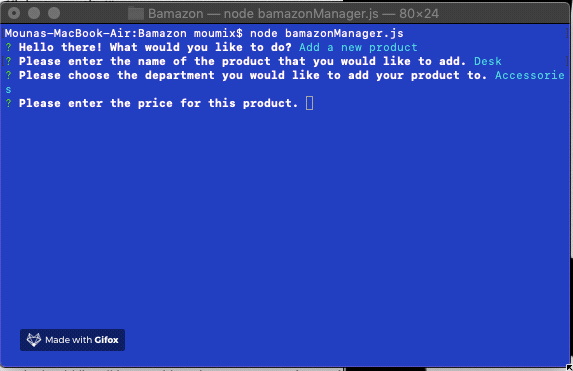 Bamazon — node bamazonManager.js — 80×24
Mounas-MacBook-Air:Bamazon moumix$ node bamazonManager.js
? Hello there! What would you like to do? Add a new product
? Please enter the name of the product that you would like to add. Desk
? Please choose the department you would like to add your product to. Accessorie
s
? Please enter the price for this product.
Made with Gifox